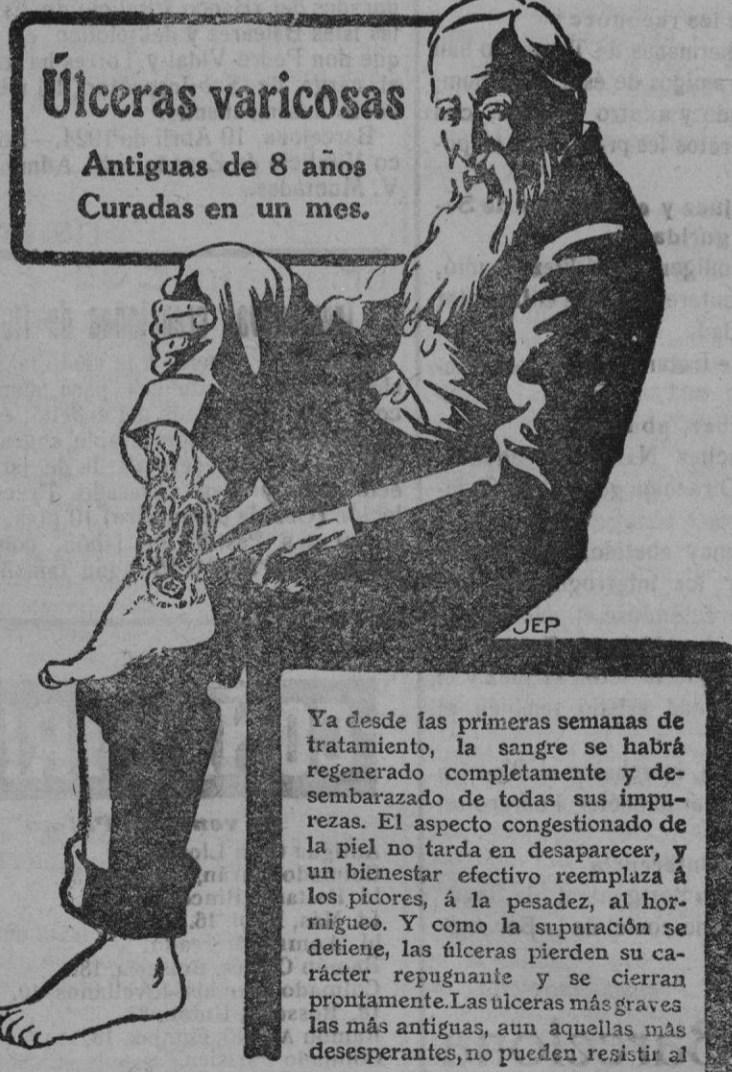 Úlceras varicosas
Antiguas de 8 años
Curadas en un mes.
JEP
Ya desde las primeras semanas de
tratamiento, la sangre se habrá
regenerado completamente y de-
sembarazado de todas sus impu-
rezas. El aspecto congestionado de
la piel no tarda en desaparecer, y
un bienestar efectivo reemplaza á
los picores, á la pesadez, al hor-
migueo. Y como la supuración se
detiene, las úlceras pierden su ca-
rácter repugnante y se cierran
prontamente.Las ulceras más graves
las más antiguas, aun aquellas más
desesperantes, no pueden resistir al